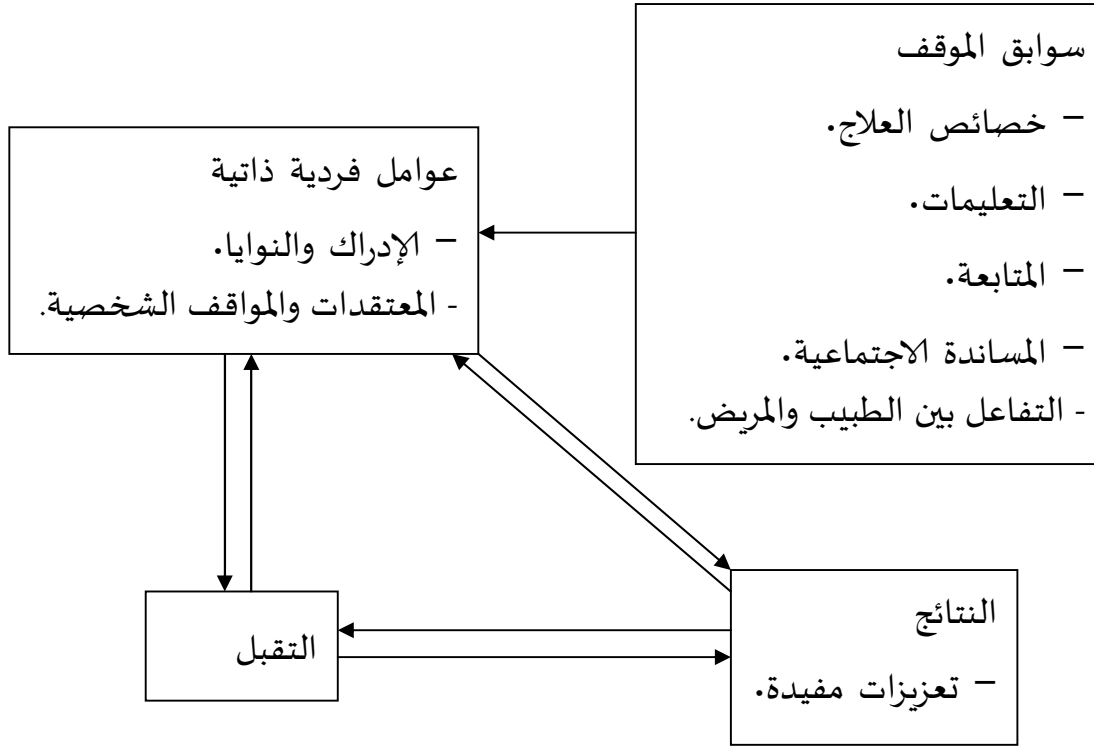 سوابق الموقف
– خصائص العلاج.
– التعليمات.
– المتابعة.
– المساندة الاجتماعية.
- التفاعل بين الطبيب والمريض.
عوامل فردية ذاتية
– الإدراك والنوايا.
- المعتقدات والمواقف الشخصية.
النتائج
– تعزيزات مفيدة.
التقبل